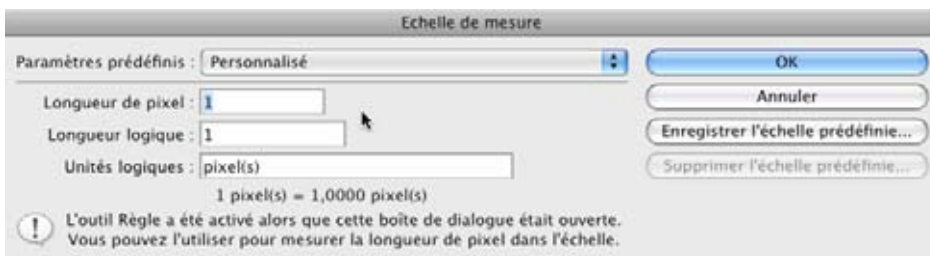 Echelle de mesure
Paramètres prédéfinis : Personnalisé
OK
Longueur de pixel : 1
Annuler
Longueur logique : 1
Enregistrer l'échelle prédéfinie...
Unités logiques : pixel(s)
Supprimer l'échelle prédéfinie...
1 pixel(s) = 1,0000 pixel(s)
L'outil Règle a été activé alors que cette boîte de dialogue était ouverte.
Vous pouvez l'utiliser pour mesurer la longueur de pixel dans l'échelle.